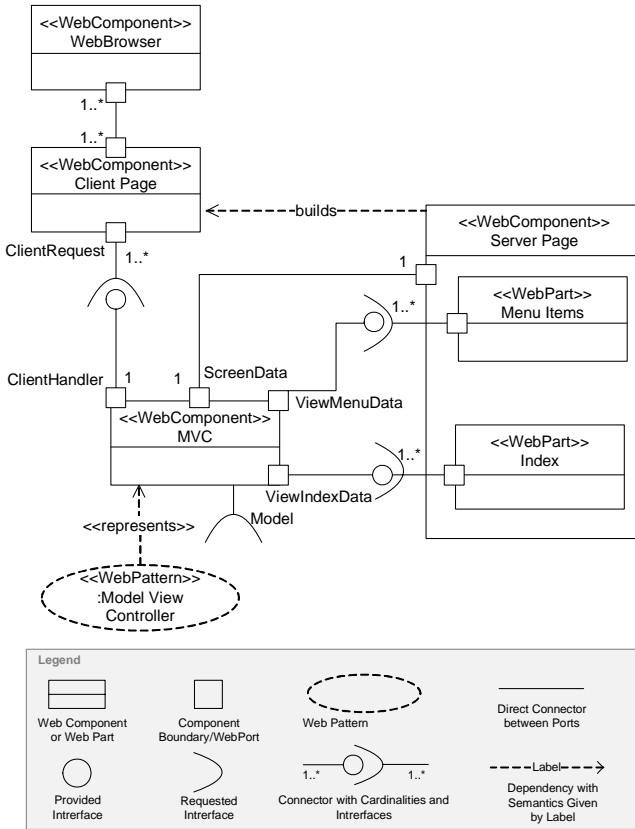 <<WebComponent>>
WebBrowser
1..*
1..*
<<WebComponent>>
Client Page
builds
<<WebComponent>>
Server Page
ClientRequest
1..*
1
<<WebPart>>
Menu Items
1..*
ClientHandler
1
1
ScreenData
ViewMenuData
<<WebComponent>>
MVC
<<WebPart>>
Index
1..*
ViewIndexData
Model
<<represents>>
<<WebPattern>>
:Model View
Controller
Legend
Web Component
or Web Part
Component
Boundary/WebPort
Web Pattern
Direct Connector
between Ports
Provided
Intrerface
Requested
Intrerface
1..*
1..*
Connector with Cardinalities and
Intrerfaces
Label
Dependency with
Semantics Given
by Label